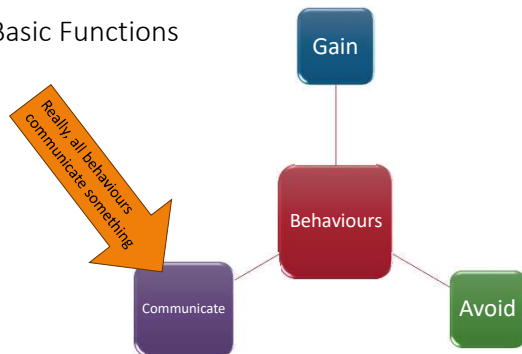 Basic Functions
Gain
Really, all behaviours
communicate something
Behaviours
Communicate
Avoid